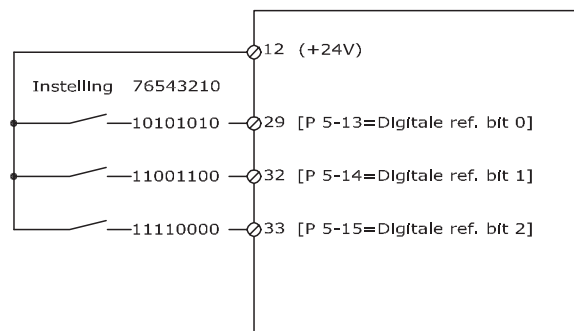 12 (+24V)
Instelling 76543210
10101010 29 [P 5-13=Digitale ref. bit 0]
11001100 32 [P 5-14=Digitale ref. bit 1]
11110000 33 [P 5-15=Digitale ref. bit 2]